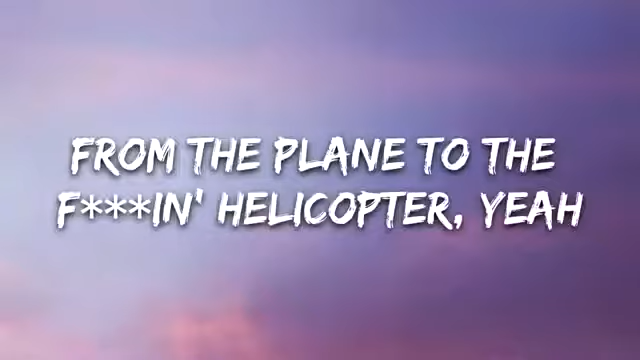 FROM THE PLANE TO THE
F***IN' HELICOPTER, YEAH